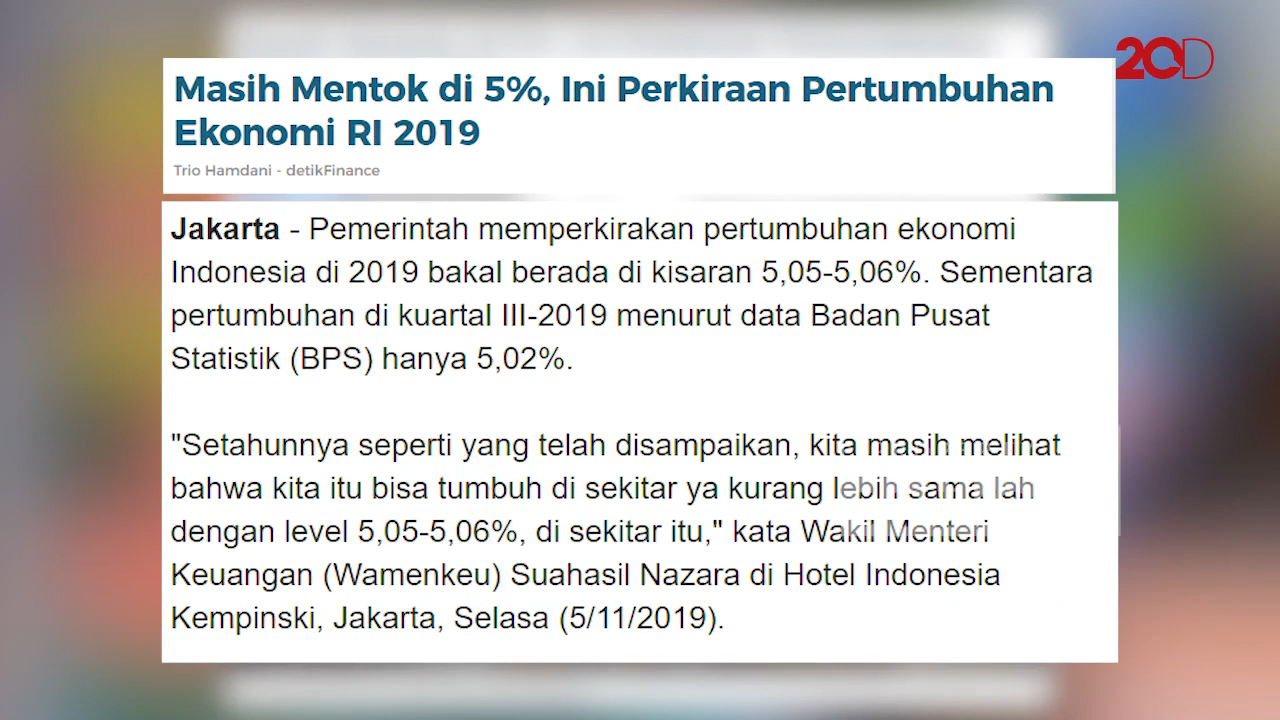 20D
Masih Mentok di 5%, Ini Perkiraan Pertumbuhan
Ekonomi RI 2019
Trio Hamdani - detikFinance
Jakarta - Pemerintah memperkirakan pertumbuhan ekonomi
Indonesia di 2019 bakal berada di kisaran 5,05-5,06%. Sementara
pertumbuhan di kuartal III-2019 menurut data Badan Pusat
Statistik (BPS) hanya 5,02%.
"Setahunnya seperti yang telah disampaikan, kita masih melihat
bahwa kita itu bisa tumbuh di sekitar ya kurang lebih sama lah
dengan level 5,05-5,06%, di sekitar itu," kata Wakil Menteri
Keuangan (Wamenkeu) Suahasil Nazara di Hotel Indonesia
Kempinski, Jakarta, Selasa (5/11/2019).